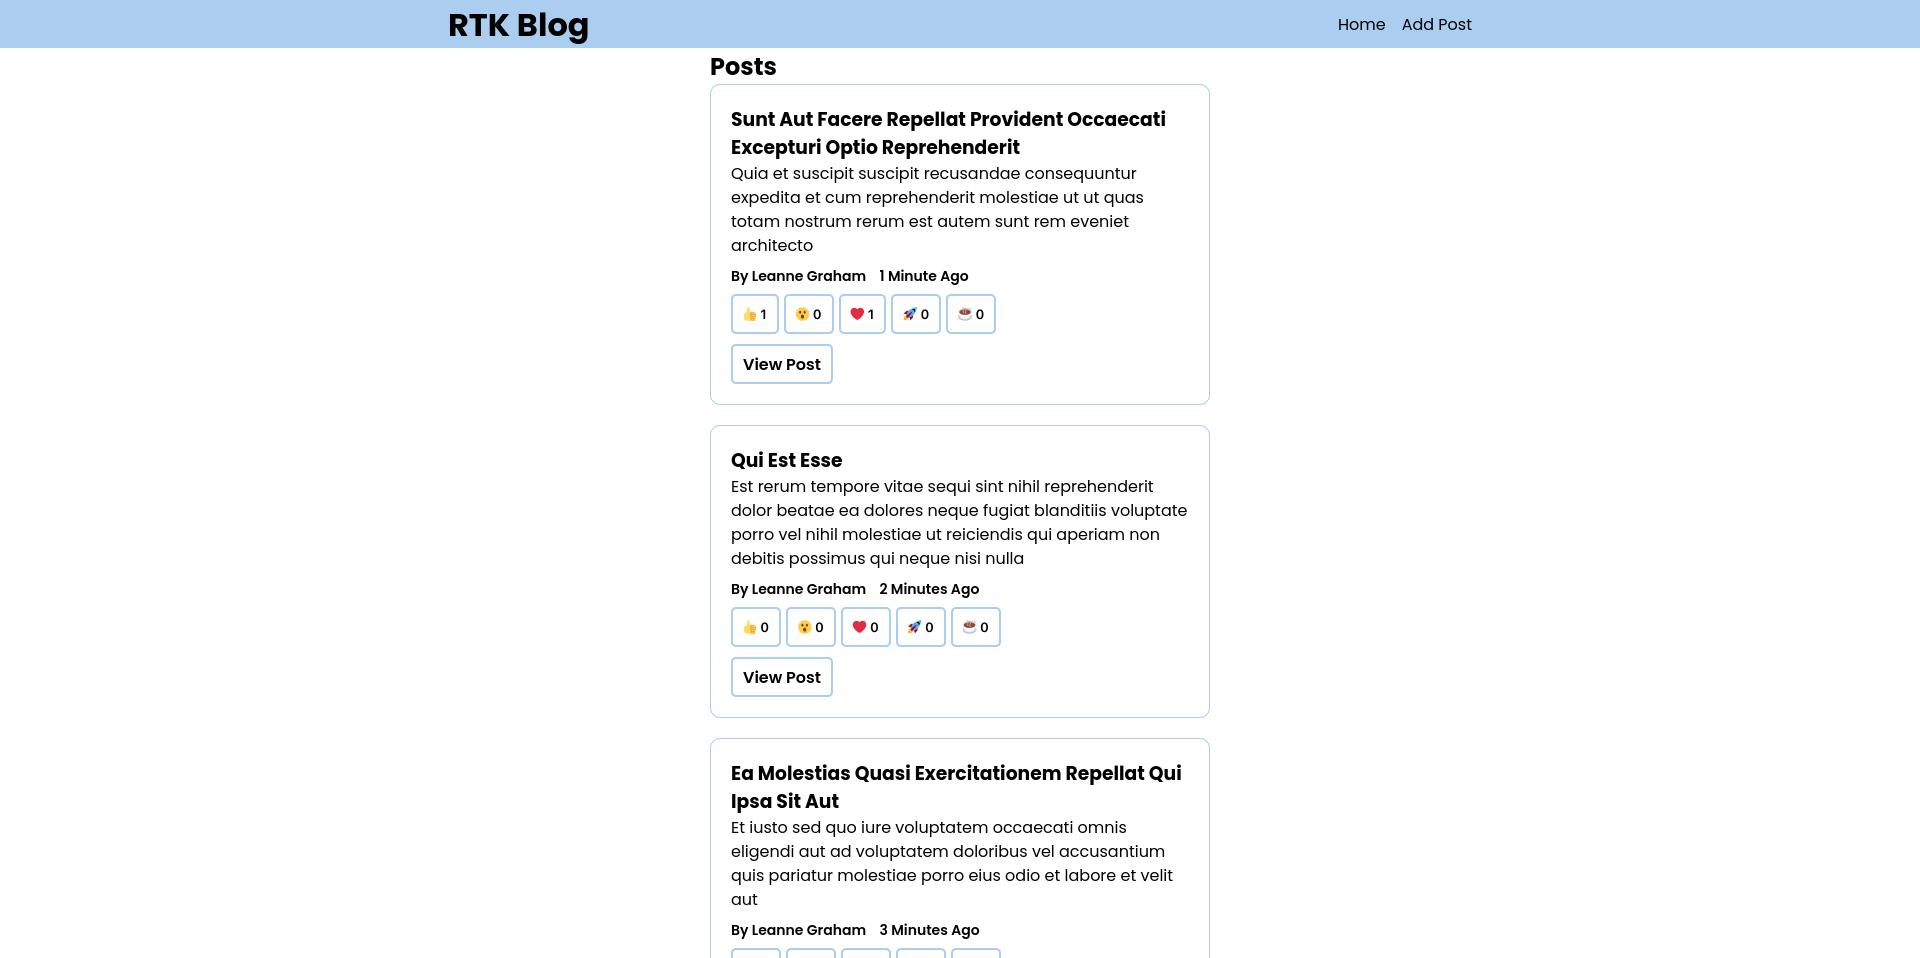 RTK Blog
Home Add Post
Posts
Sunt Aut Facere Repellat Provident Occaecati
Excepturi Optio Reprehenderit
Quia et suscipit suscipit recusandae consequuntur
expedita et cum reprehenderit molestiae ut ut quas
totam nostrum rerum est autem sunt rem eveniet
architecto
By Leanne Graham 1 Minute Ago
👍 1 😮 0 ❤️ 1 🚀 0 ☕ 0
View Post
Qui Est Esse
Est rerum tempore vitae sequi sint nihil reprehenderit
dolor beatae ea dolores neque fugiat blanditiis voluptate
porro vel nihil molestiae ut reiciendis qui aperiam non
debitis possimus qui neque nisi nulla
By Leanne Graham 2 Minutes Ago
👍 0 😮 0 ❤️ 0 🚀 0 ☕ 0
View Post
Ea Molestias Quasi Exercitationem Repellat Qui
Ipsa Sit Aut
Et iusto sed quo iure voluptatem occaecati omnis
eligendi aut ad voluptatem doloribus vel accusantium
quis pariatur molestiae porro eius odio et labore et velit
aut
By Leanne Graham 3 Minutes Ago